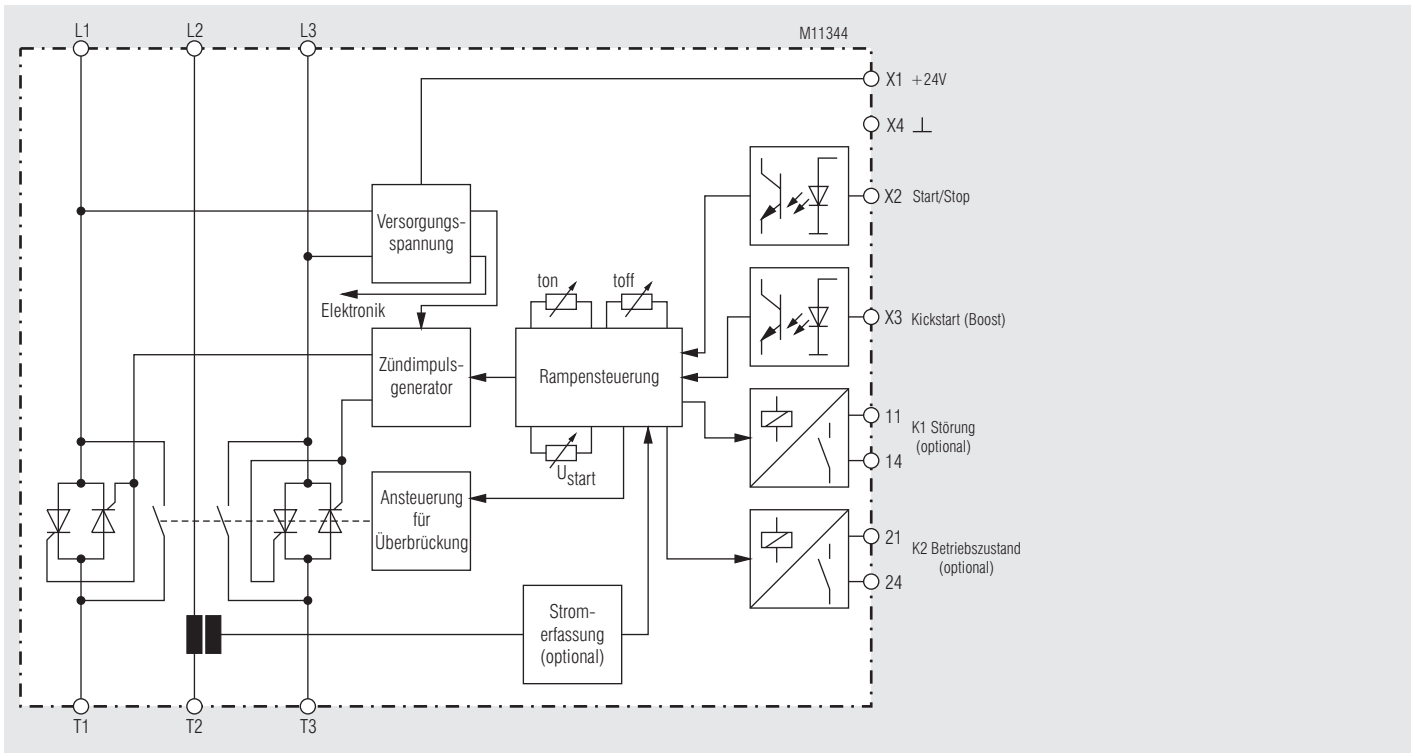 L1 L2 L3
M11344
X1 +24V
X4 ⊥
X2 Start/Stop
Versorgungs-
spannung
ton toff
Elektronik
X3 Kickstart (Boost)
Zündimpuls-
generator
Rampensteuerung
11
K1 Störung
(optional)
14
Ustart
Ansteuerung
für
Überbrückung
21
K2 Betriebszustand
(optional)
24
Strom-
erfassung
(optional)
T1 T2 T3